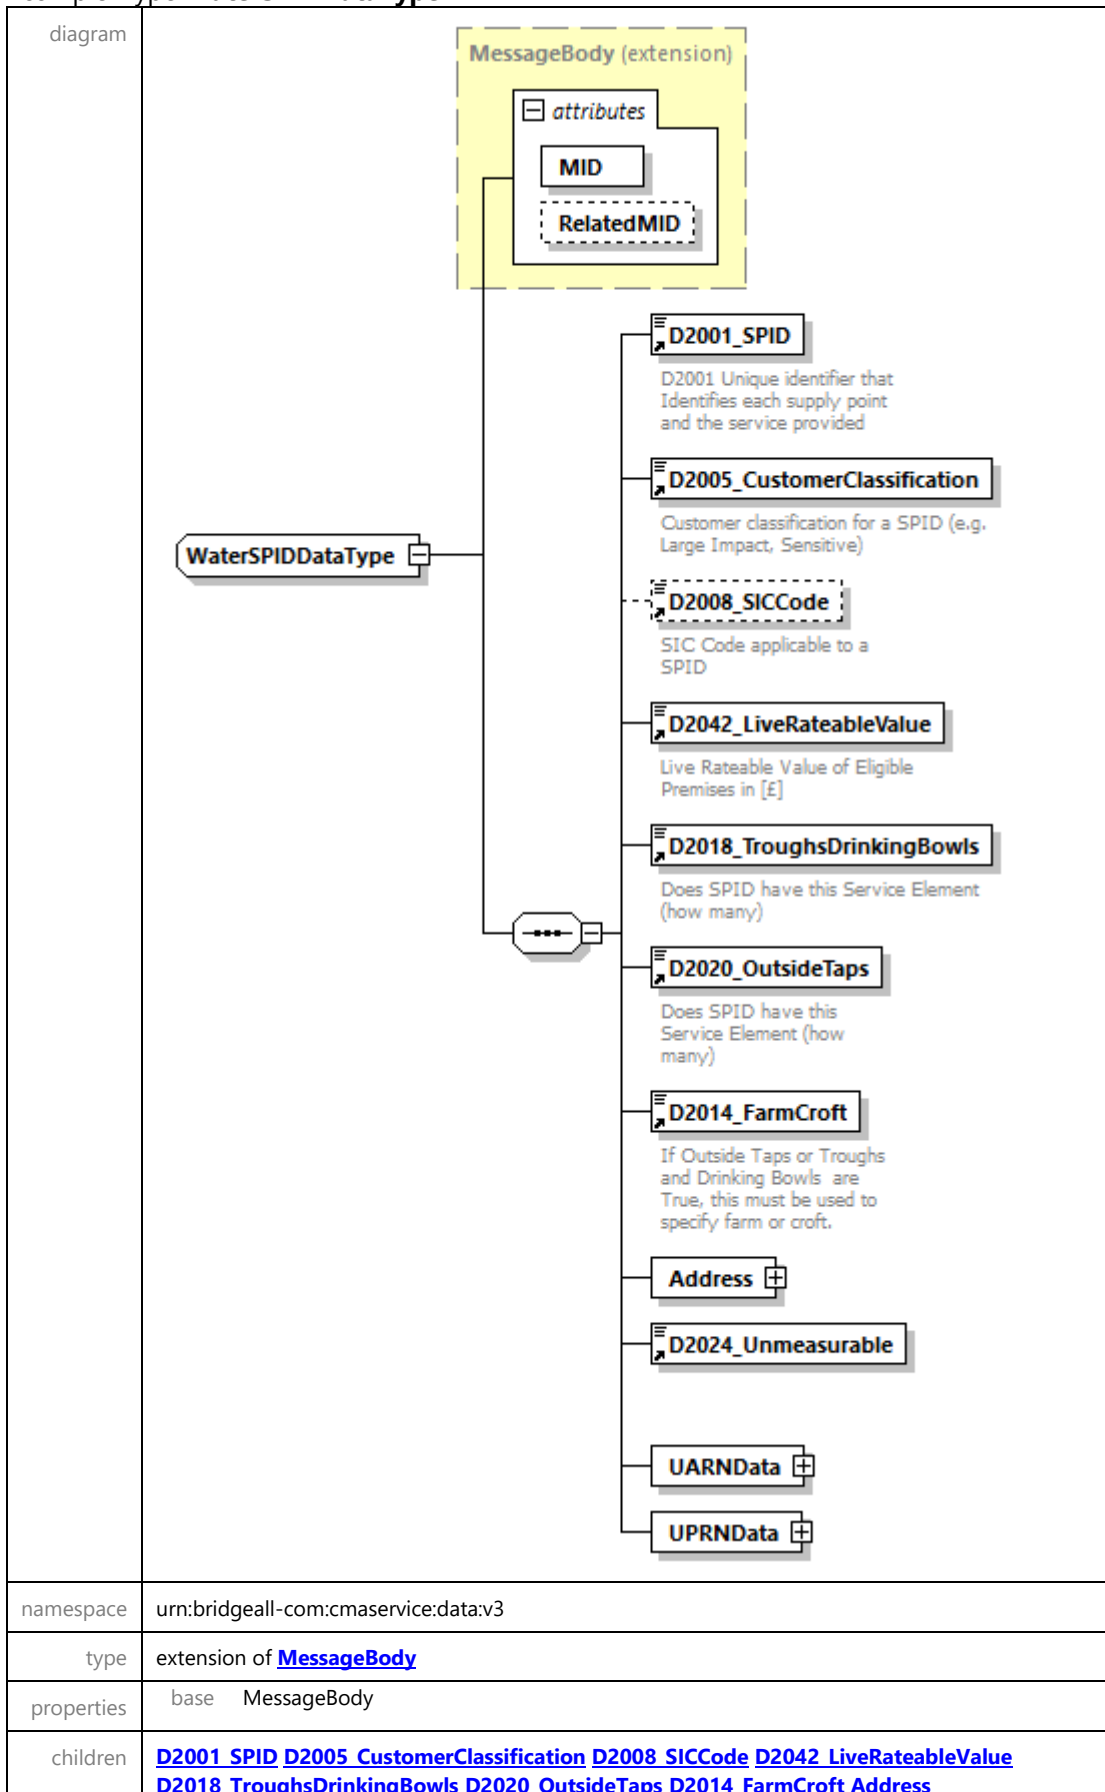 diagram
MessageBody (extension)
attributes
MID
RelatedMID
D2001_SPID
D2001 Unique identifier that
Identifies each supply point
and the service provided
D2005_CustomerClassification
Customer classification for a SPID (e.g.
Large Impact, Sensitive)
WaterSPIDDataType
D2008_SICCode
SIC Code applicable to a
SPID
D2042_LiveRateableValue
Live Rateable Value of Eligible
Premises in [£]
D2018_TroughsDrinkingBowls
Does SPID have this Service Element
(how many)
D2020_OutsideTaps
Does SPID have this
Service Element (how
many)
D2014_FarmCroft
If Outside Taps or Troughs
and Drinking Bowls are
True, this must be used to
specify farm or croft.
Address
D2024_Unmeasurable
UARNData
UPRNData
namespace urn:bridgeall-com:cmaservice:data:v3
type extension of MessageBody
properties base MessageBody
children D2001_SPID D2005_CustomerClassification D2008_SICCode D2042_LiveRateableValue
D2018_TroughsDrinkingBowls D2020_OutsideTaps D2014_FarmCroft Address